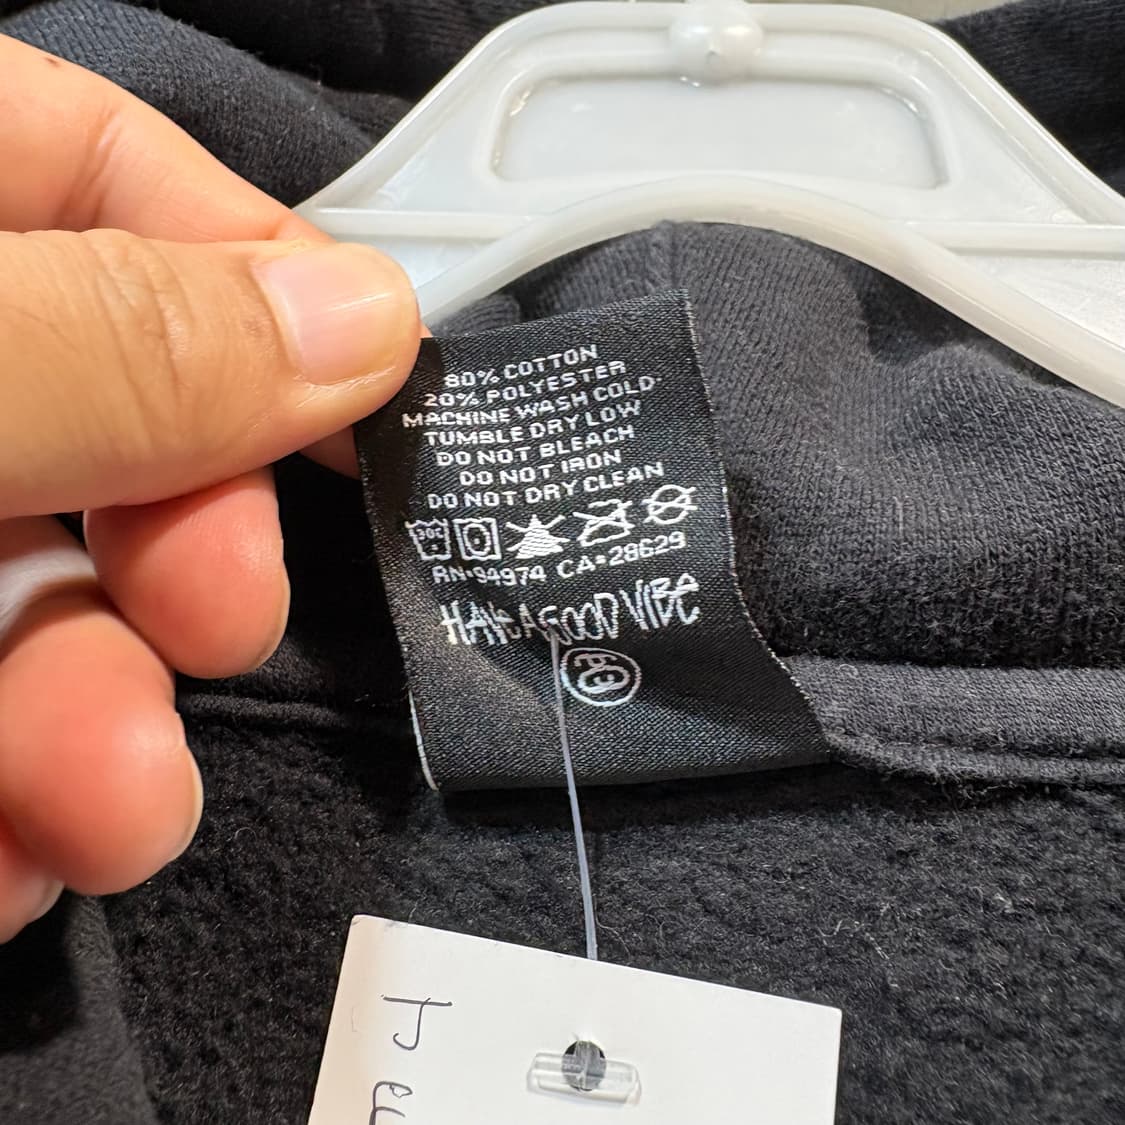 80% COTTON
20% POLYESTER
MACHINE WASH COLD
TUMBLE DRY LOW
DO NOT BLEACH
DO NOT IRON
DO NOT DRY CLEAN
30C
RN•94974 CA•28629
HAVE A GOOD VIBE